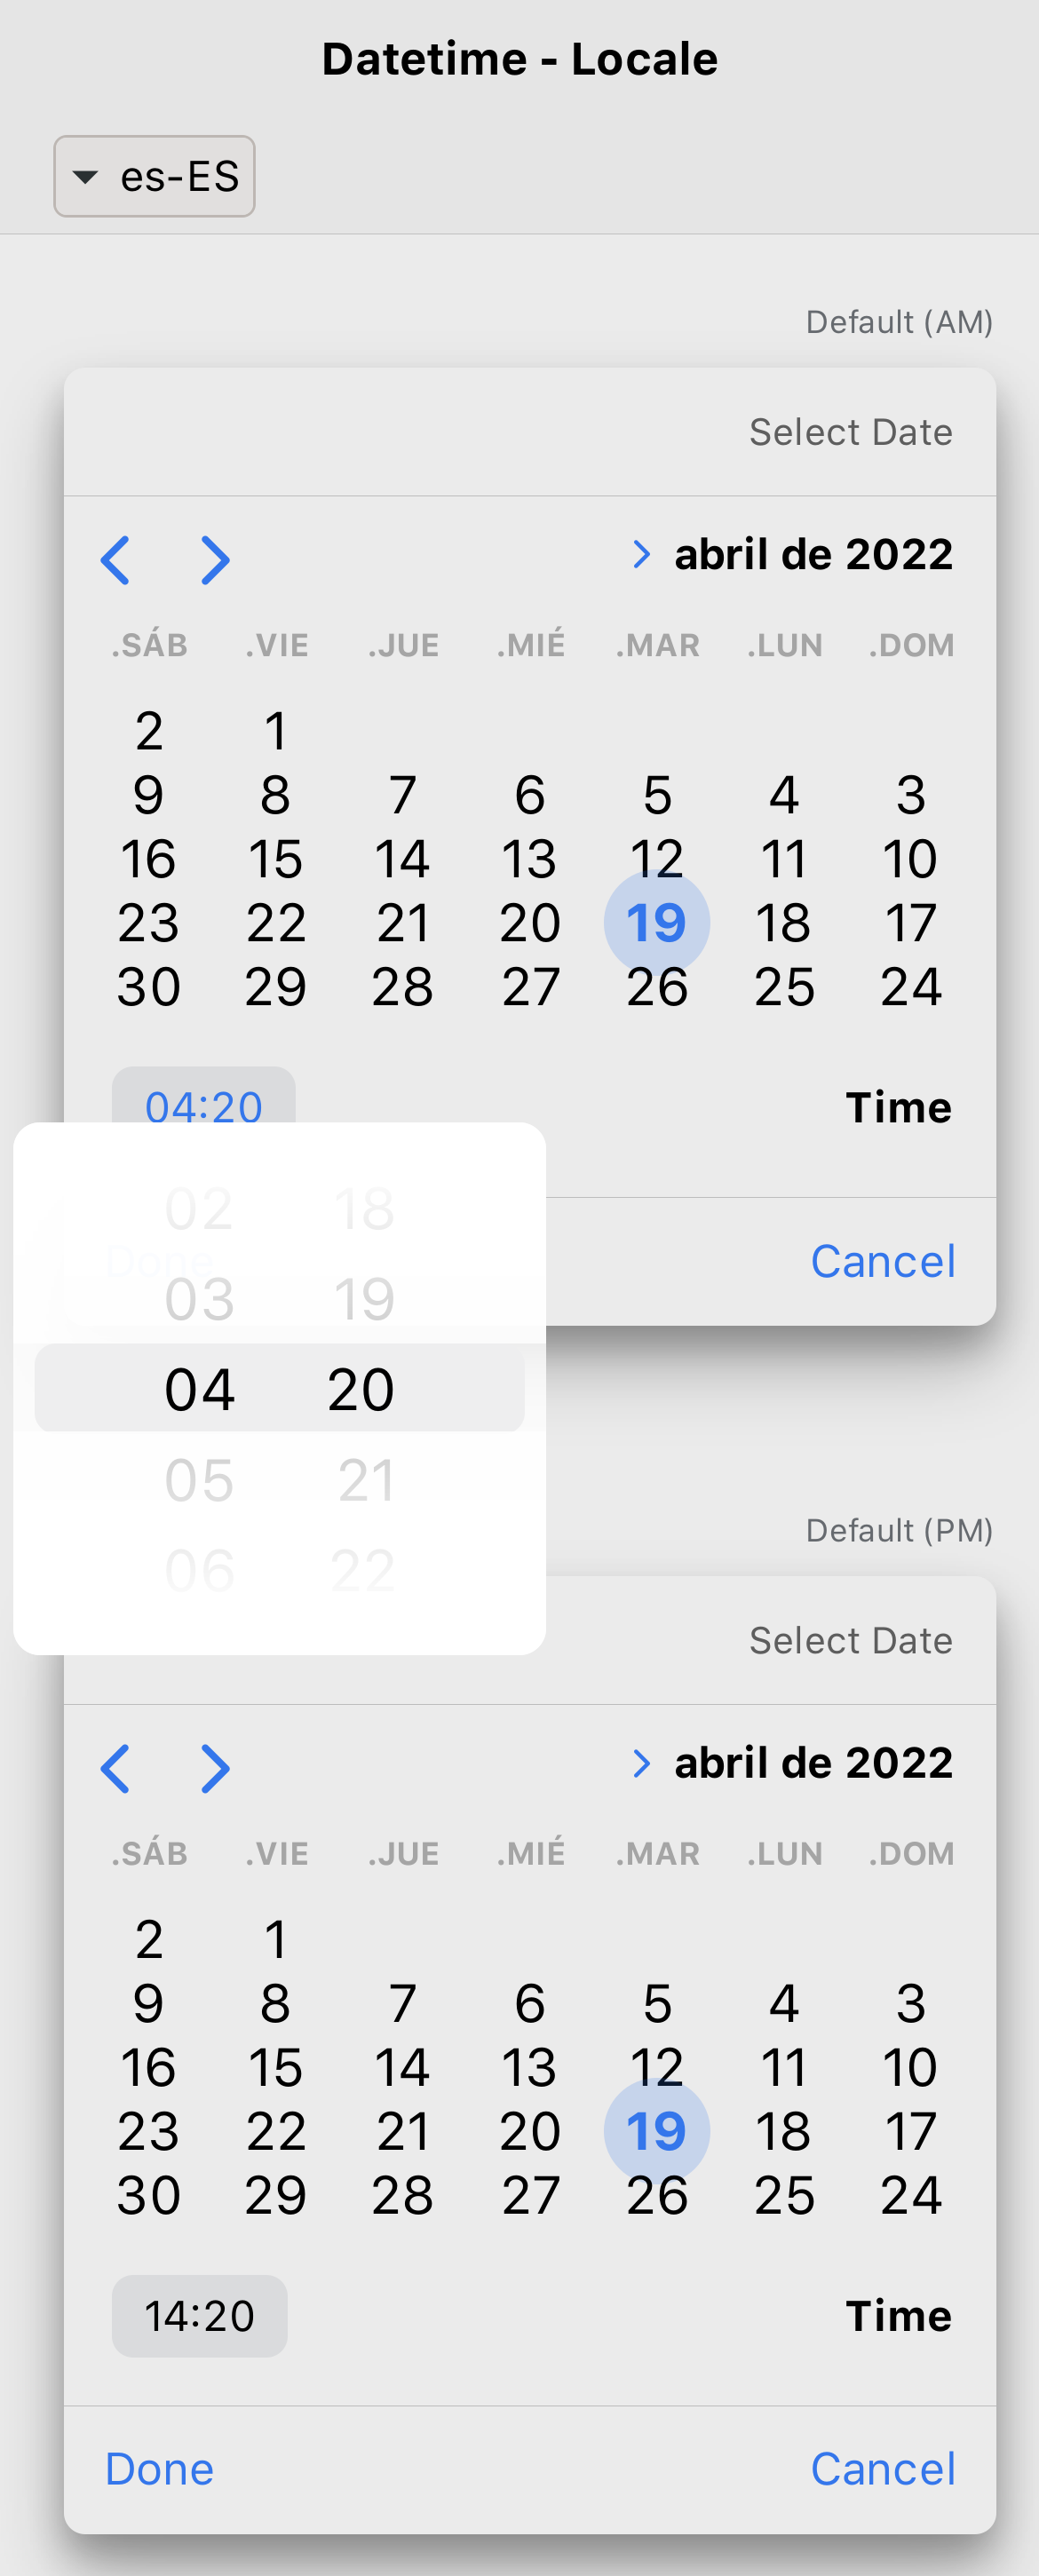 Datetime - Locale
es-ES
Default (AM)
Select Date
abril de 2022
.SÁB .VIE .JUE .MIÉ .MAR .LUN .DOM
2 1
9 8 7 6 5 4 3
16 15 14 13 12 11 10
23 22 21 20 19 18 17
30 29 28 27 26 25 24
04:20 Time
Done Cancel
02 18
03 19
04 20
05 21
06 22
Default (PM)
Select Date
abril de 2022
.SÁB .VIE .JUE .MIÉ .MAR .LUN .DOM
2 1
9 8 7 6 5 4 3
16 15 14 13 12 11 10
23 22 21 20 19 18 17
30 29 28 27 26 25 24
14:20 Time
Done Cancel